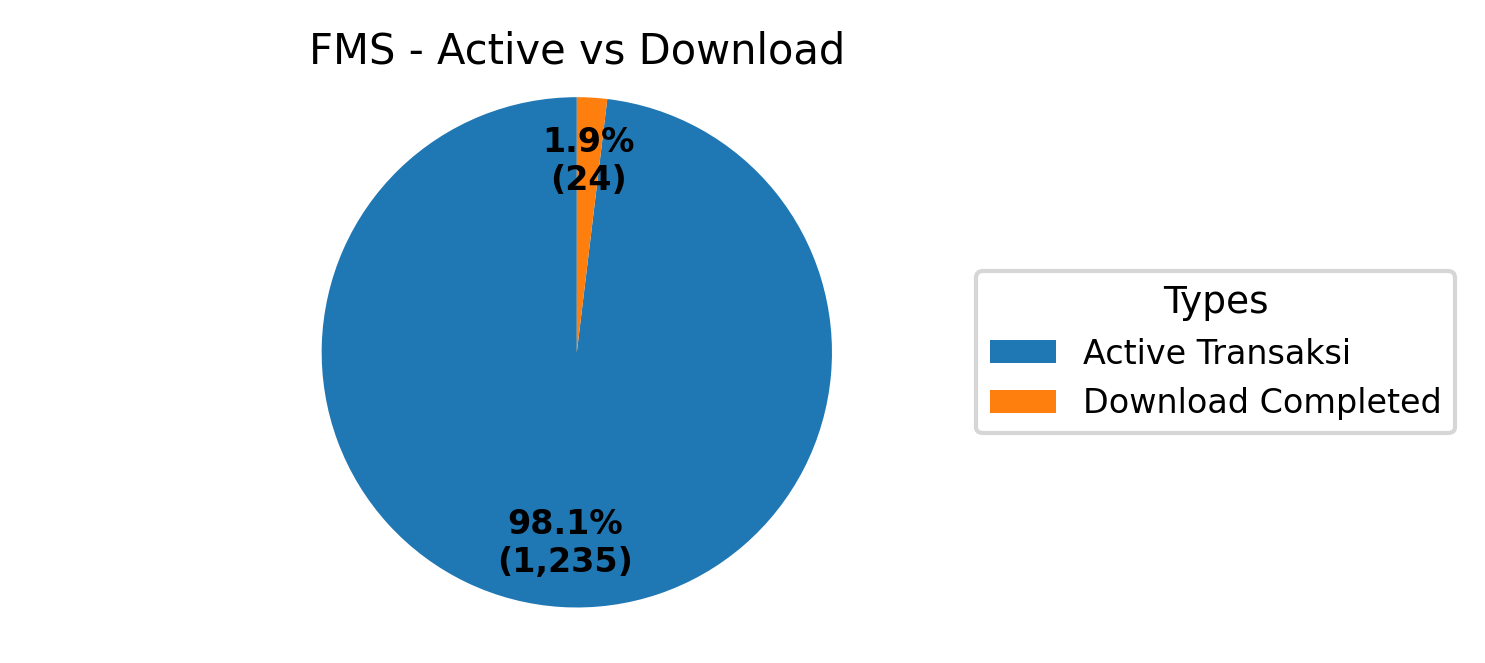 FMS - Active vs Download
1.9%
(24)
98.1%
(1,235)
Types
Active Transaksi
Download Completed